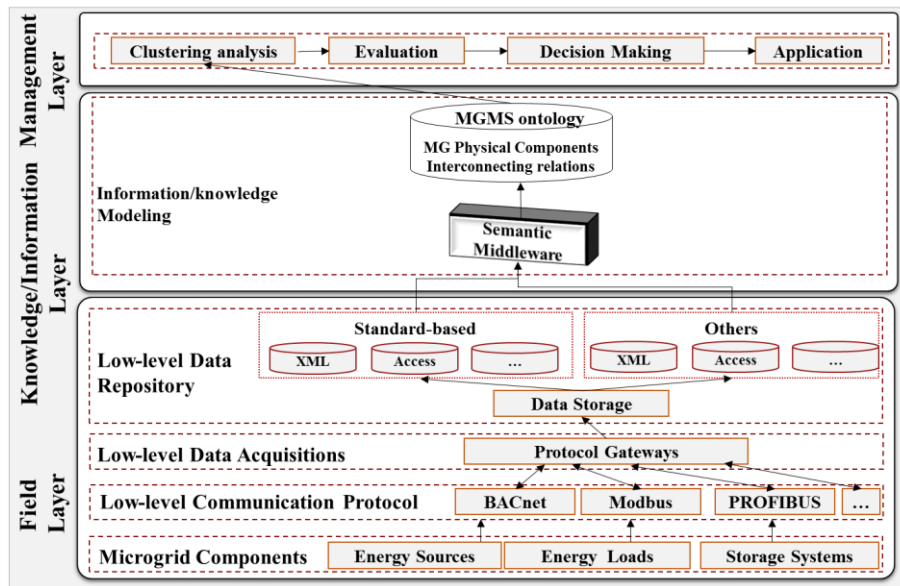 Management
Layer
Clustering analysis
Evaluation
Decision Making
Application
Knowledge/Information
Layer
Information/knowledge
Modeling
MGMS ontology
MG Physical Components
Interconnecting relations
Semantic
Middleware
Field
Layer
Low-level Data
Repository
Standard-based
XML
Access
...
Others
XML
Access
...
Data Storage
Low-level Data Acquisitions
Protocol Gateways
Low-level Communication Protocol
BACnet
Modbus
PROFIBUS
...
Microgrid Components
Energy Sources
Energy Loads
Storage Systems